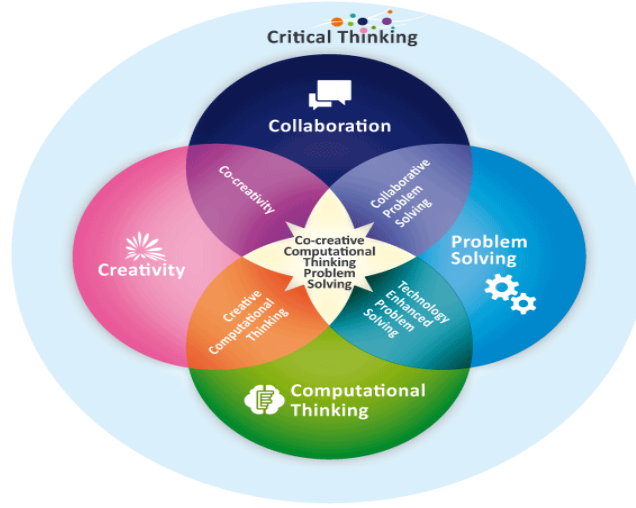 Critical Thinking
Collaboration
Co-creativity
Collaborative
Problem
Solving
Creativity
Co-creative
Computational
Thinking
Problem
Solving
Problem
Solving
Creative
Computational
Thinking
Technology
Enhanced
Problem
Solving
Computational
Thinking